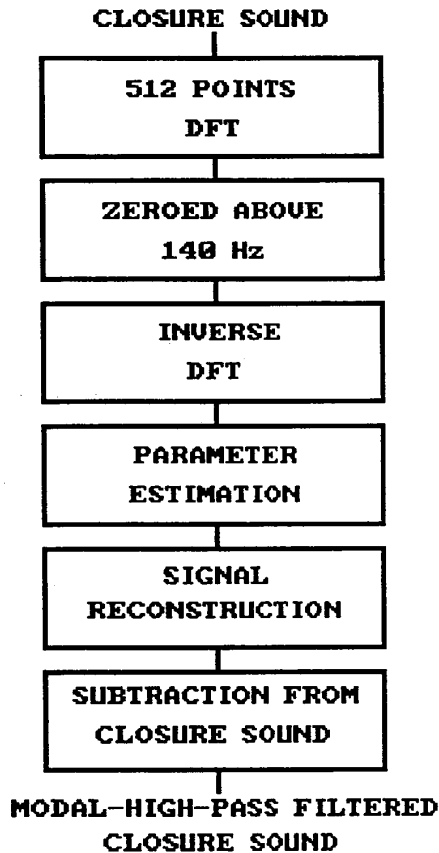 CLOSURE SOUND
512 POINTS
DFT
ZEROED ABOVE
140 Hz
INVERSE
DFT
PARAMETER
ESTIMATION
SIGNAL
RECONSTRUCTION
SUBTRACTION FROM
CLOSURE SOUND
MODAL-HIGH-PASS FILTERED
CLOSURE SOUND